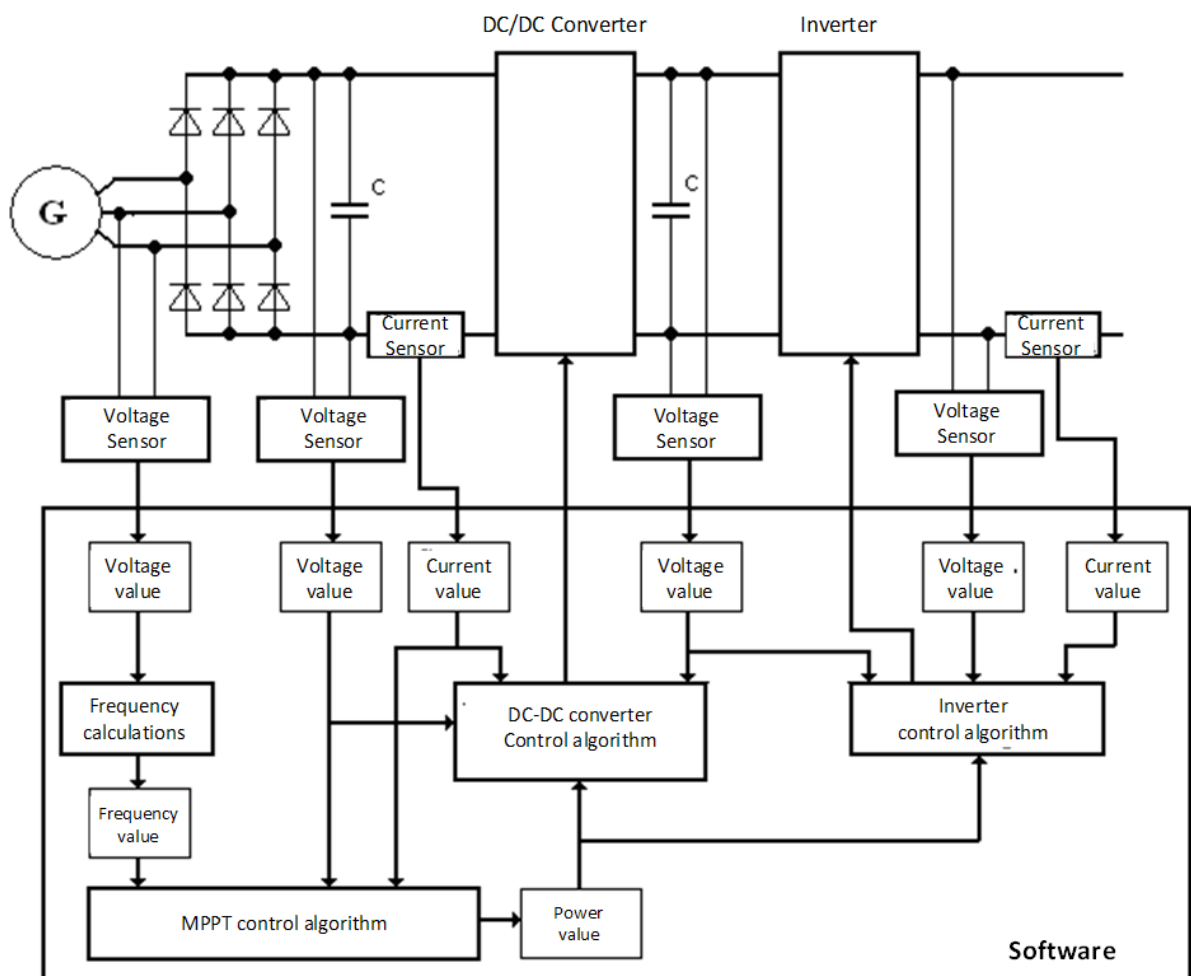 DC/DC Converter
Inverter
G
C
C
Current
Sensor
Current
Sensor
Voltage
Sensor
Voltage
Sensor
Voltage
Sensor
Voltage
Sensor
Voltage
value
Voltage
value
Current
value
Voltage
value
Voltage
value
Current
value
Frequency
calculations
DC-DC converter
Control algorithm
Inverter
control algorithm
Frequency
value
MPPT control algorithm
Power
value
Software